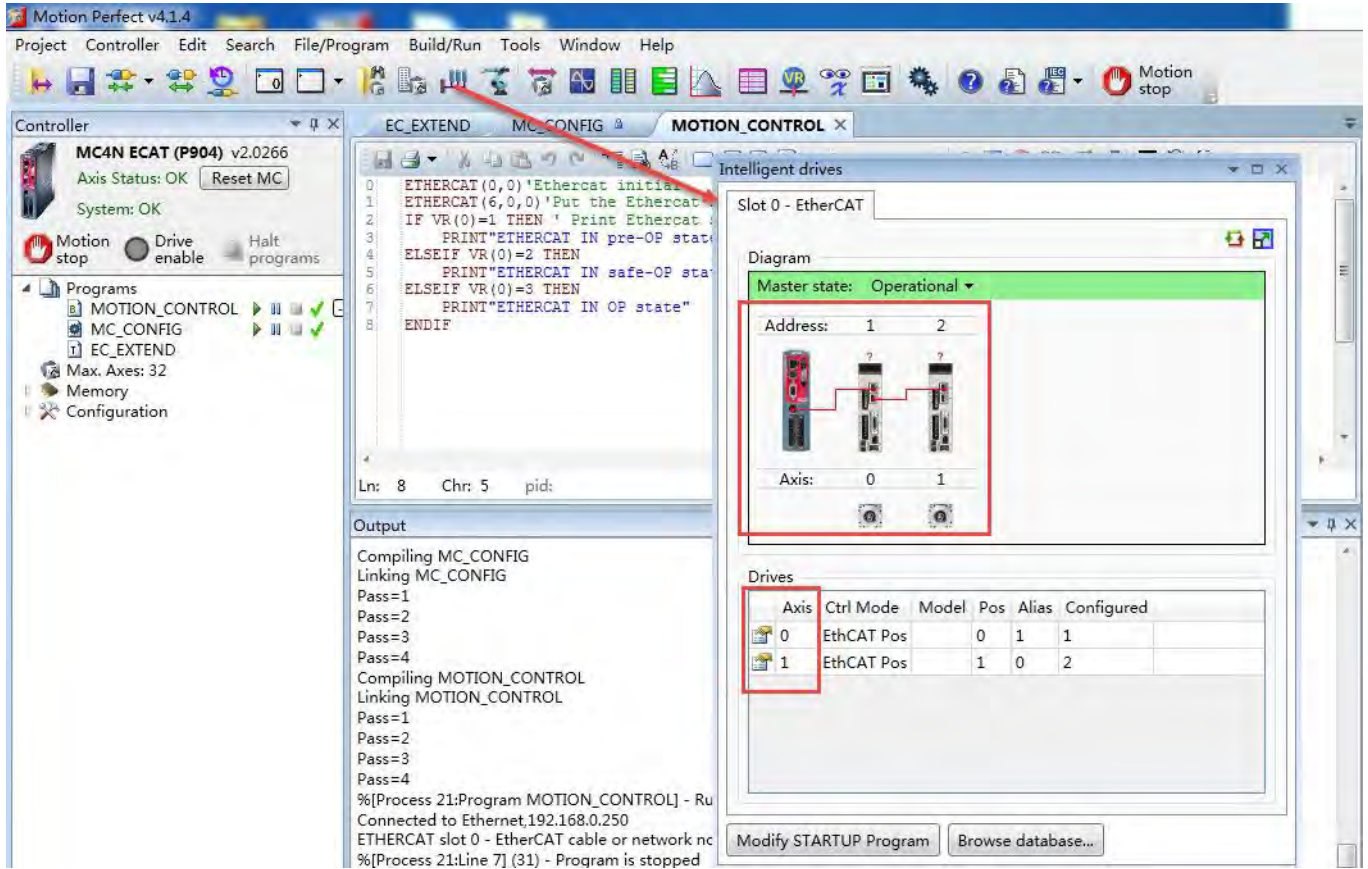 Motion Perfect v4.1.4
Project Controller Edit Search File/Program Build/Run Tools Window Help
Motion
stop
Controller
MC4N ECAT (P904) v2.0266
Axis Status: OK Reset MC
System: OK
Motion
stop
Drive
enable
Halt
programs
Programs
MOTION_CONTROL
MC_CONFIG
EC_EXTEND
Max. Axes: 32
Memory
Configuration
EC_EXTEND MC_CONFIG MOTION_CONTROL
0 ETHERCAT(0,0)'Ethercat initial
1 ETHERCAT(6,0,0)'Put the Ethercat
2 IF VR(0)=1 THEN ' Print Ethercat
3 PRINT"ETHERCAT IN pre-OP state
4 ELSEIF VR(0)=2 THEN
5 PRINT"ETHERCAT IN safe-OP sta
6 ELSEIF VR(0)=3 THEN
7 PRINT"ETHERCAT IN OP state"
8 ENDIF
Ln: 8 Chr: 5 pid:
Output
Compiling MC_CONFIG
Linking MC_CONFIG
Pass=1
Pass=2
Pass=3
Pass=4
Compiling MOTION_CONTROL
Linking MOTION_CONTROL
Pass=1
Pass=2
Pass=3
Pass=4
%[Process 21:Program MOTION_CONTROL] - Ru
Connected to Ethernet,192.168.0.250
ETHERCAT slot 0 - EtherCAT cable or network no
%[Process 21:Line 7] (31) - Program is stopped
Intelligent drives
Slot 0 - EtherCAT
Diagram
Master state: Operational
Address: 1 2
? ?
Axis: 0 1
Drives
Axis Ctrl Mode Model Pos Alias Configured
0 EthCAT Pos 0 1 1
1 EthCAT Pos 1 0 2
Modify STARTUP Program Browse database...